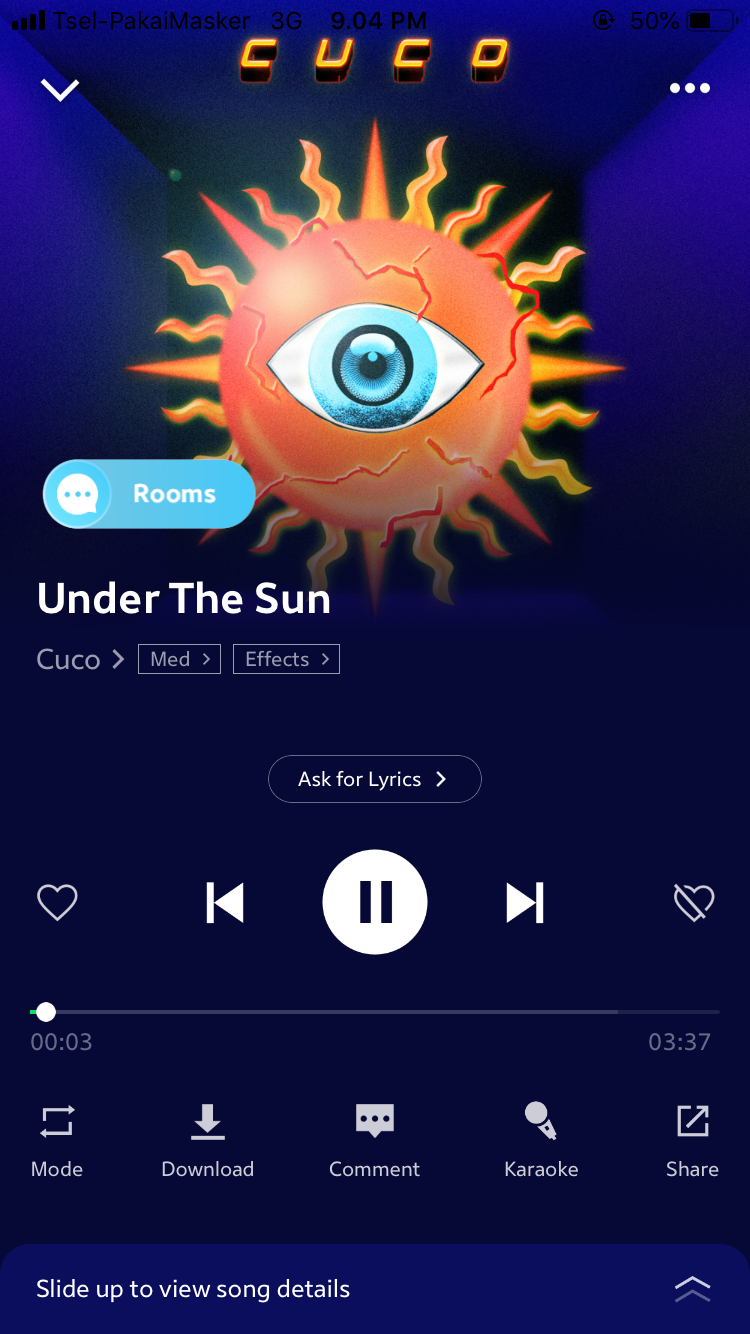 Tsel-PakaiMasker 3G 9.04 PM 50%
CUCO
Rooms
Under The Sun
Cuco Med Effects
Ask for Lyrics
00:03 03:37
Mode Download Comment Karaoke Share
Slide up to view song details